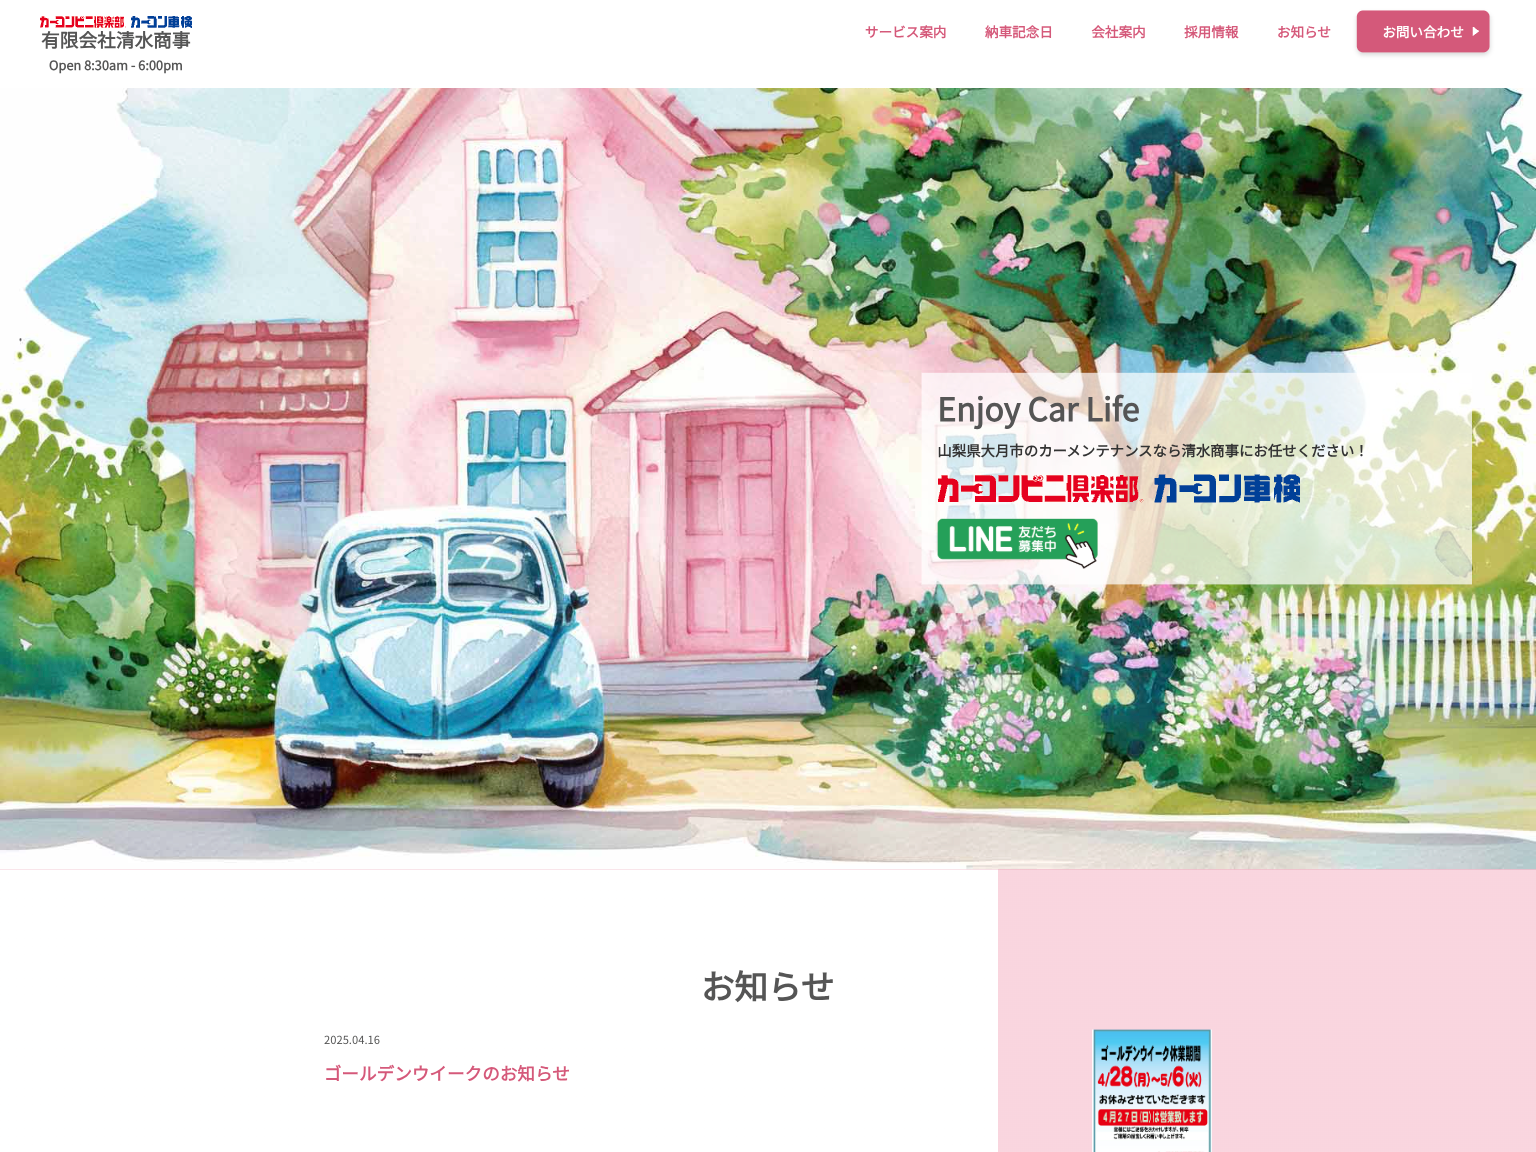 カーコンビニ倶楽部 カーコン車検
有限会社清水商事
Open 8:30am - 6:00pm
サービス案内
納車記念日
会社案内
採用情報
お知らせ
お問い合わせ
Enjoy Car Life
山梨県大月市のカーメンテナンスなら清水商事にお任せください！
カーコンビニ倶楽部 カーコン車検
LINE 友だち募集中
お知らせ
2025.04.16
ゴールデンウイークのお知らせ
ゴールデンウイーク休業期間
4/28(月)～5/6(火)
お休みさせていただきます
4月27日(日)は営業致します